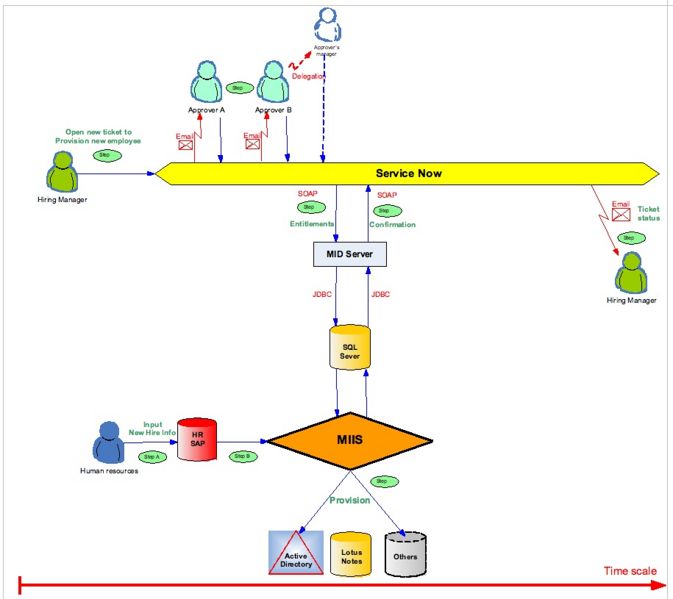 Approver's
manager
Delegation
Step
Approver A
Approver B
Email
Email
Open new ticket to
Provision new employee
Step
Hiring Manager
Service Now
SOAP
SOAP
Step
Step
Entitlements
Confirmation
Email
Ticket
status
Step
Hiring Manager
MID Server
JDBC
JDBC
SQL
Sever
Input
New Hire Info
HR
SAP
MIIS
Step A
Step B
Human resources
Step
Provision
Active
Directory
Lotus
Notes
Others
Time scale